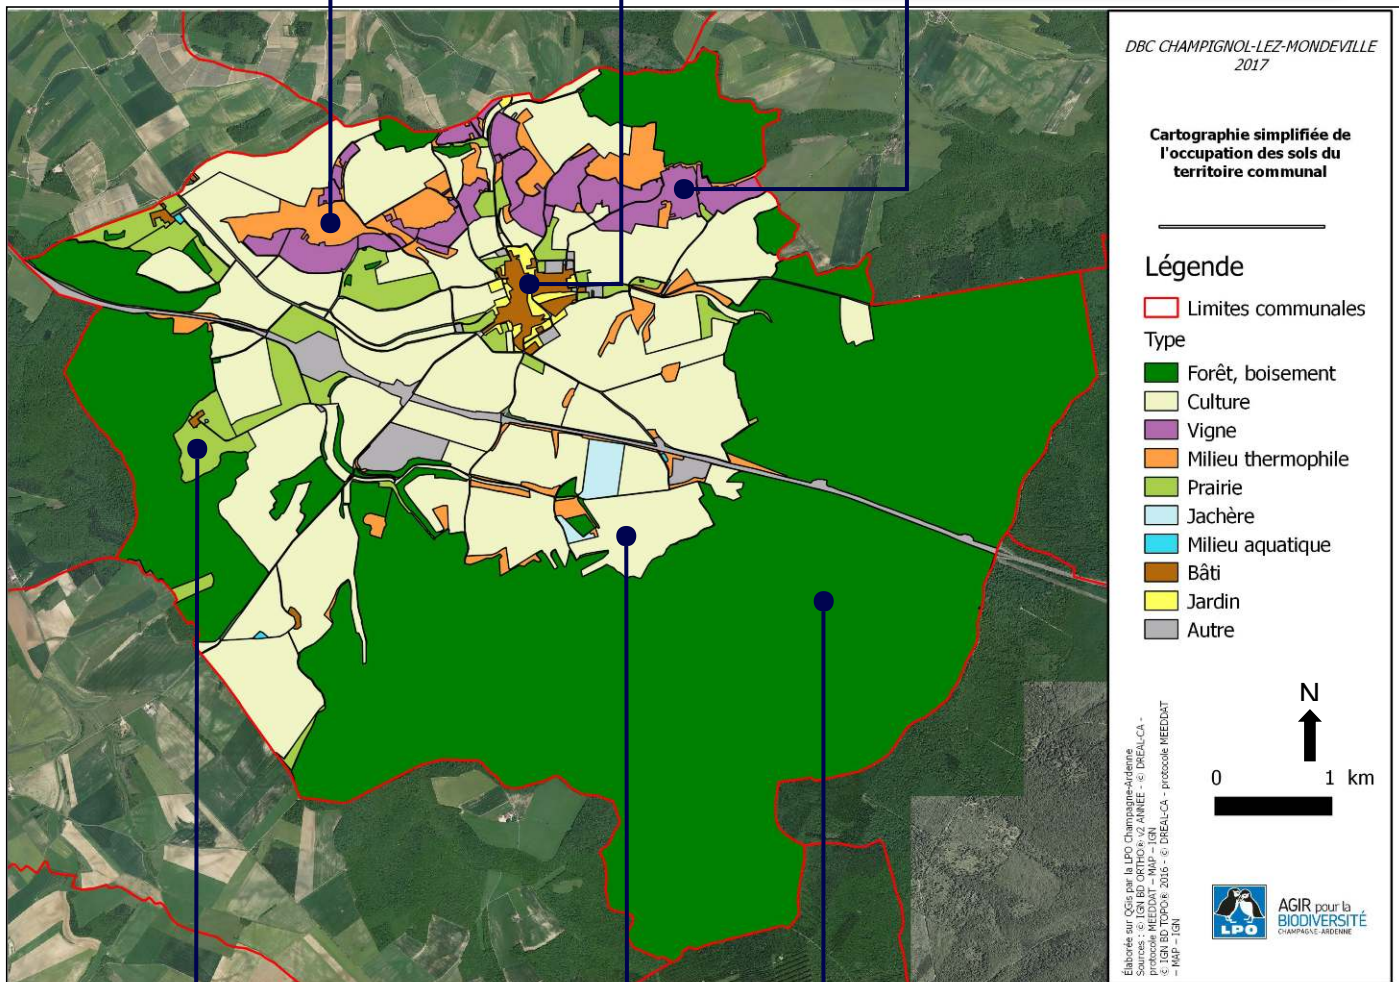 DBC CHAMPIGNOL-LEZ-MONDEVILLE
2017
Cartographie simplifiée de
l'occupation des sols du
territoire communal
Légende
Limites communales
Type
Forêt, boisement
Culture
Vigne
Milieu thermophile
Prairie
Jachère
Milieu aquatique
Bâti
Jardin
Autre
N
0 1 km
Élaborée sur QGis par la LPO Champagne-Ardenne
Sources : © IGN BD ORTHO® v2 ANNEE - © DREAL-CA -
protocole MEEDDAT – MAP – IGN
© IGN BD TOPO® 2016 - © DREAL-CA - protocole MEEDDAT
– MAP – IGN
LPO
AGIR pour la
BIODIVERSITÉ
CHAMPAGNE-ARDENNE